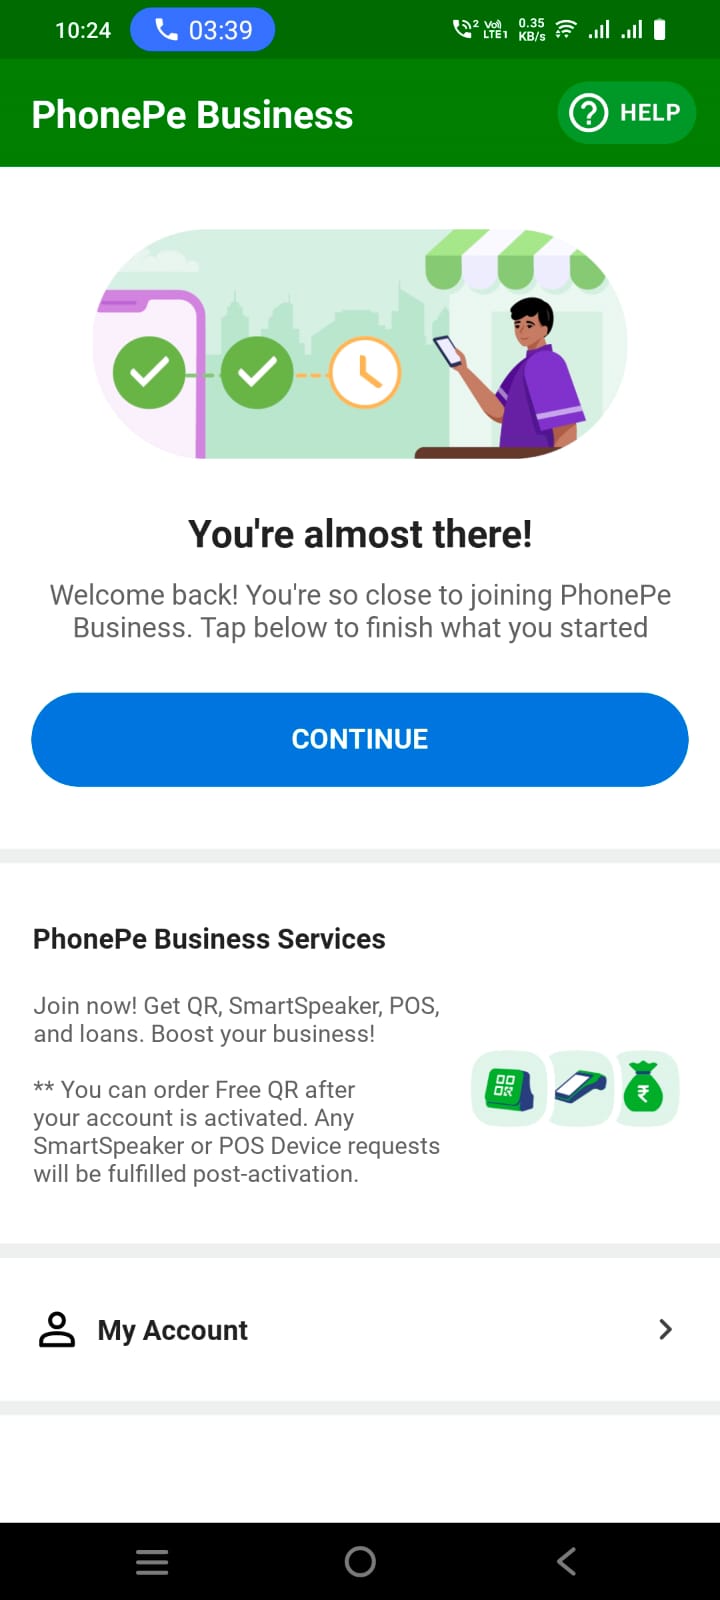 10:24 03:39 2 Vo) LTE1 0.35 KB/s
PhonePe Business
HELP
You're almost there!
Welcome back! You're so close to joining PhonePe
Business. Tap below to finish what you started
CONTINUE
PhonePe Business Services
Join now! Get QR, SmartSpeaker, POS,
and loans. Boost your business!
** You can order Free QR after
your account is activated. Any
SmartSpeaker or POS Device requests
will be fulfilled post-activation.
₹
My Account